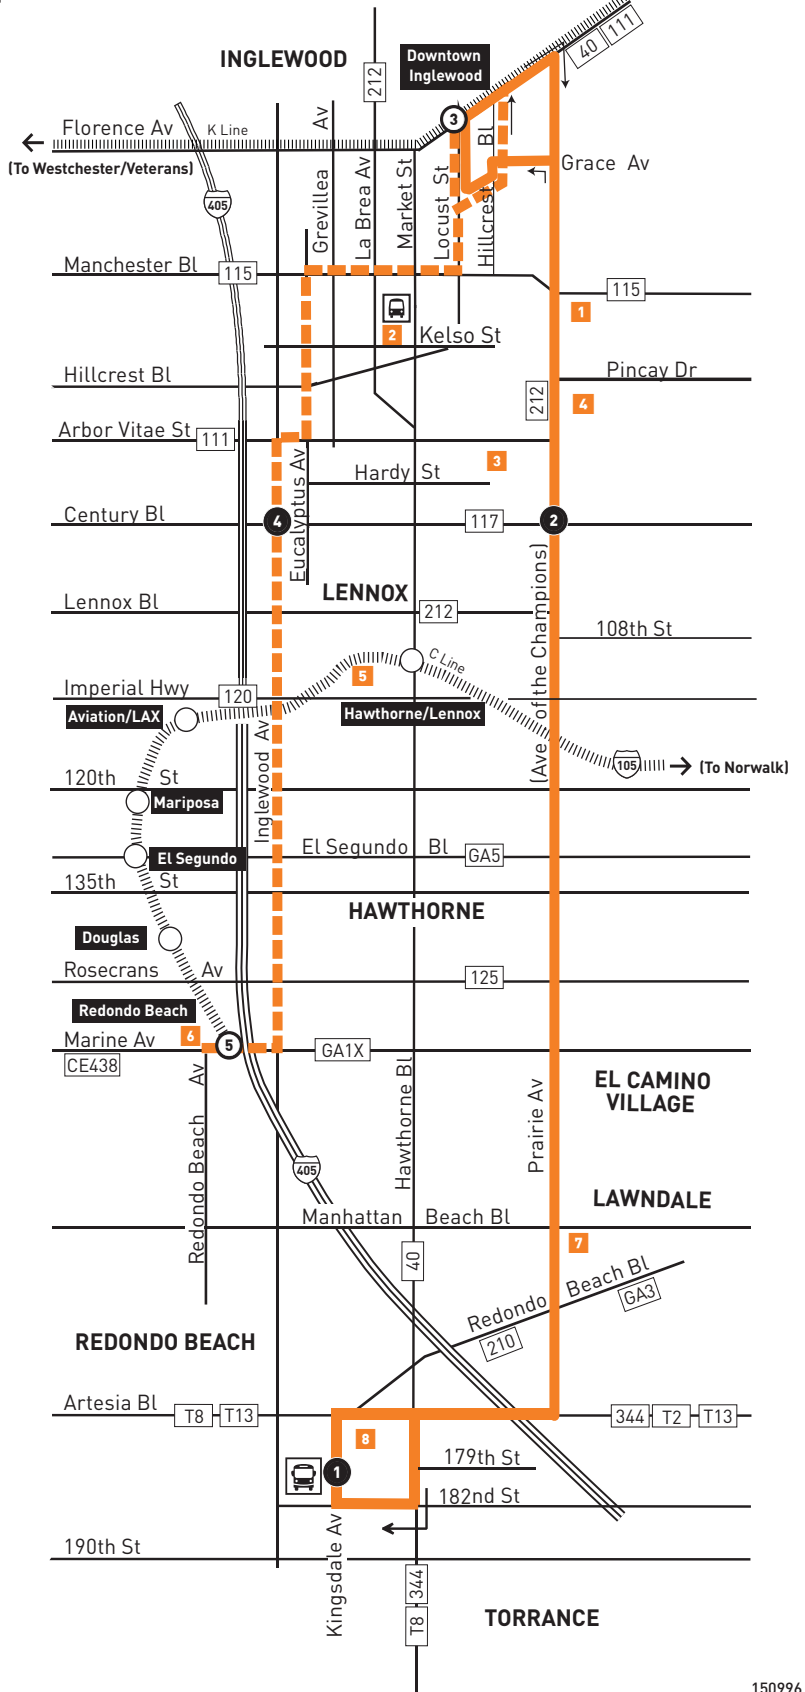 40
111
INGLEWOOD
Downtown
Inglewood
212
3
Florence Av
K Line
(To Westchester/Veterans)
Grace Av
405
Grevillea Av
La Brea Av
Market St
Locust St
Hillcrest Bl
Manchester Bl
115
115
1
2
Kelso St
Hillcrest Bl
Pincay Dr
212
4
Arbor Vitae St
111
3
Hardy St
Eucalyptus Av
Century Bl
4
117
2
LENNOX
Lennox Bl
212
108th St
(Ave of the Champions)
C Line
5
Imperial Hwy
120
Aviation/LAX
Hawthorne/Lennox
105
(To Norwalk)
Inglewood Av
120th St
Mariposa
El Segundo Bl
GA5
El Segundo
135th St
HAWTHORNE
Douglas
Rosecrans Av
125
Redondo Beach
6
5
Marine Av
CE438
GA1X
EL CAMINO
VILLAGE
Redondo Beach Av
Hawthorne Bl
Prairie Av
405
LAWNDALE
Manhattan Beach Bl
7
40
Redondo Beach Bl
GA3
210
REDONDO BEACH
Artesia Bl
T8
T13
344
T2
T13
8
179th St
1
182nd St
190th St
Kingsdale Av
344
T8
TORRANCE
150996